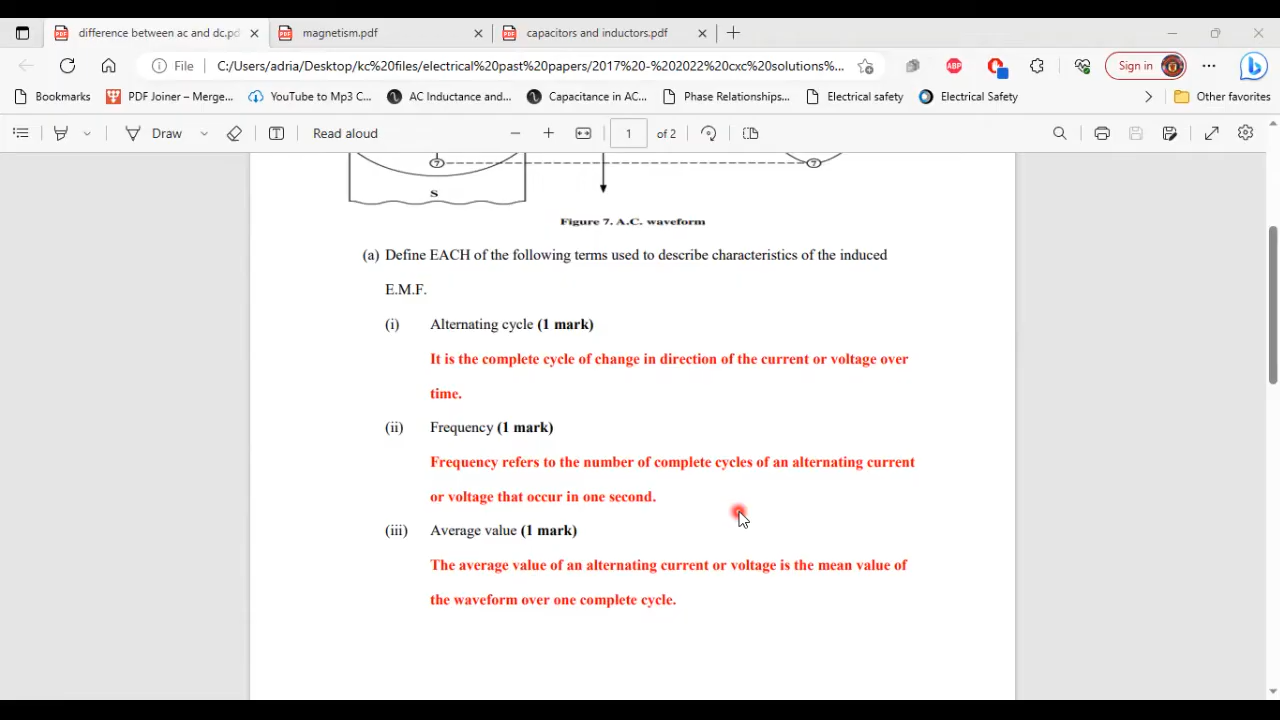 difference between ac and dc.pd
magnetism.pdf
capacitors and inductors.pdf
File C:/Users/adria/Desktop/kc%20files/electrical%20past%20papers/2017%20-%202022%20cxc%20solutions%...
ABP
Sign in
Bookmarks PDF Joiner – Merge... YouTube to Mp3 C... AC Inductance and... Capacitance in AC... Phase Relationships... Electrical safety Electrical Safety Other favorites
Draw Read aloud 1 of 2
7 7
S
Figure 7. A.C. waveform
(a) Define EACH of the following terms used to describe characteristics of the induced
E.M.F.
(i) Alternating cycle (1 mark)
It is the complete cycle of change in direction of the current or voltage over
time.
(ii) Frequency (1 mark)
Frequency refers to the number of complete cycles of an alternating current
or voltage that occur in one second.
(iii) Average value (1 mark)
The average value of an alternating current or voltage is the mean value of
the waveform over one complete cycle.